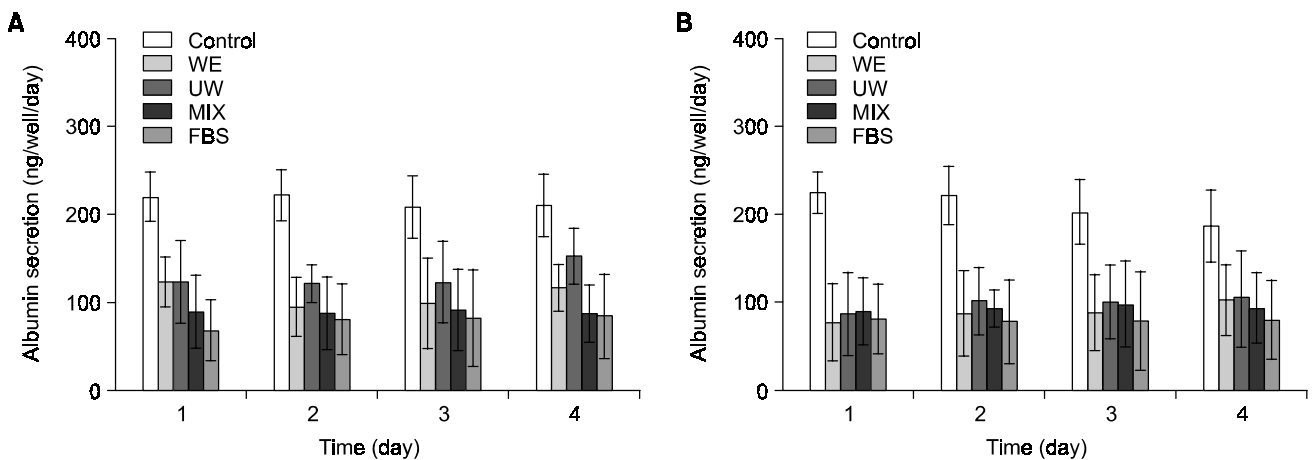 A
Albumin secretion (ng/well/day)
400
300
200
100
0
Control
WE
UW
MIX
FBS
1 2 3 4
Time (day)
B
Albumin secretion (ng/well/day)
400
300
200
100
0
Control
WE
UW
MIX
FBS
1 2 3 4
Time (day)